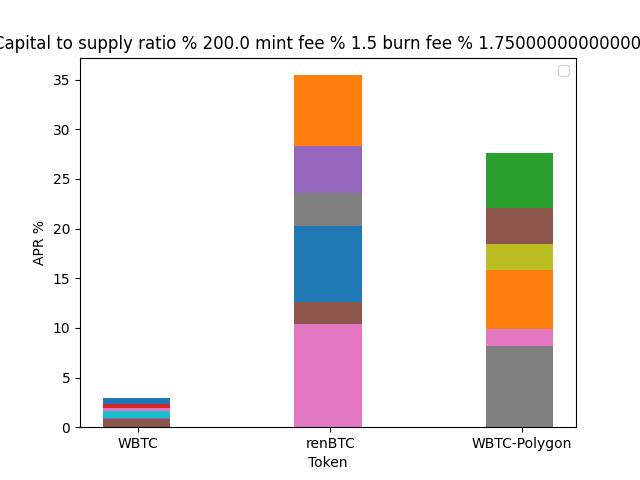 Capital to supply ratio % 200.0 mint fee % 1.5 burn fee % 1.75000000000000
35
30
25
20
15
10
5
0
APR %
WBTC renBTC WBTC-Polygon
Token